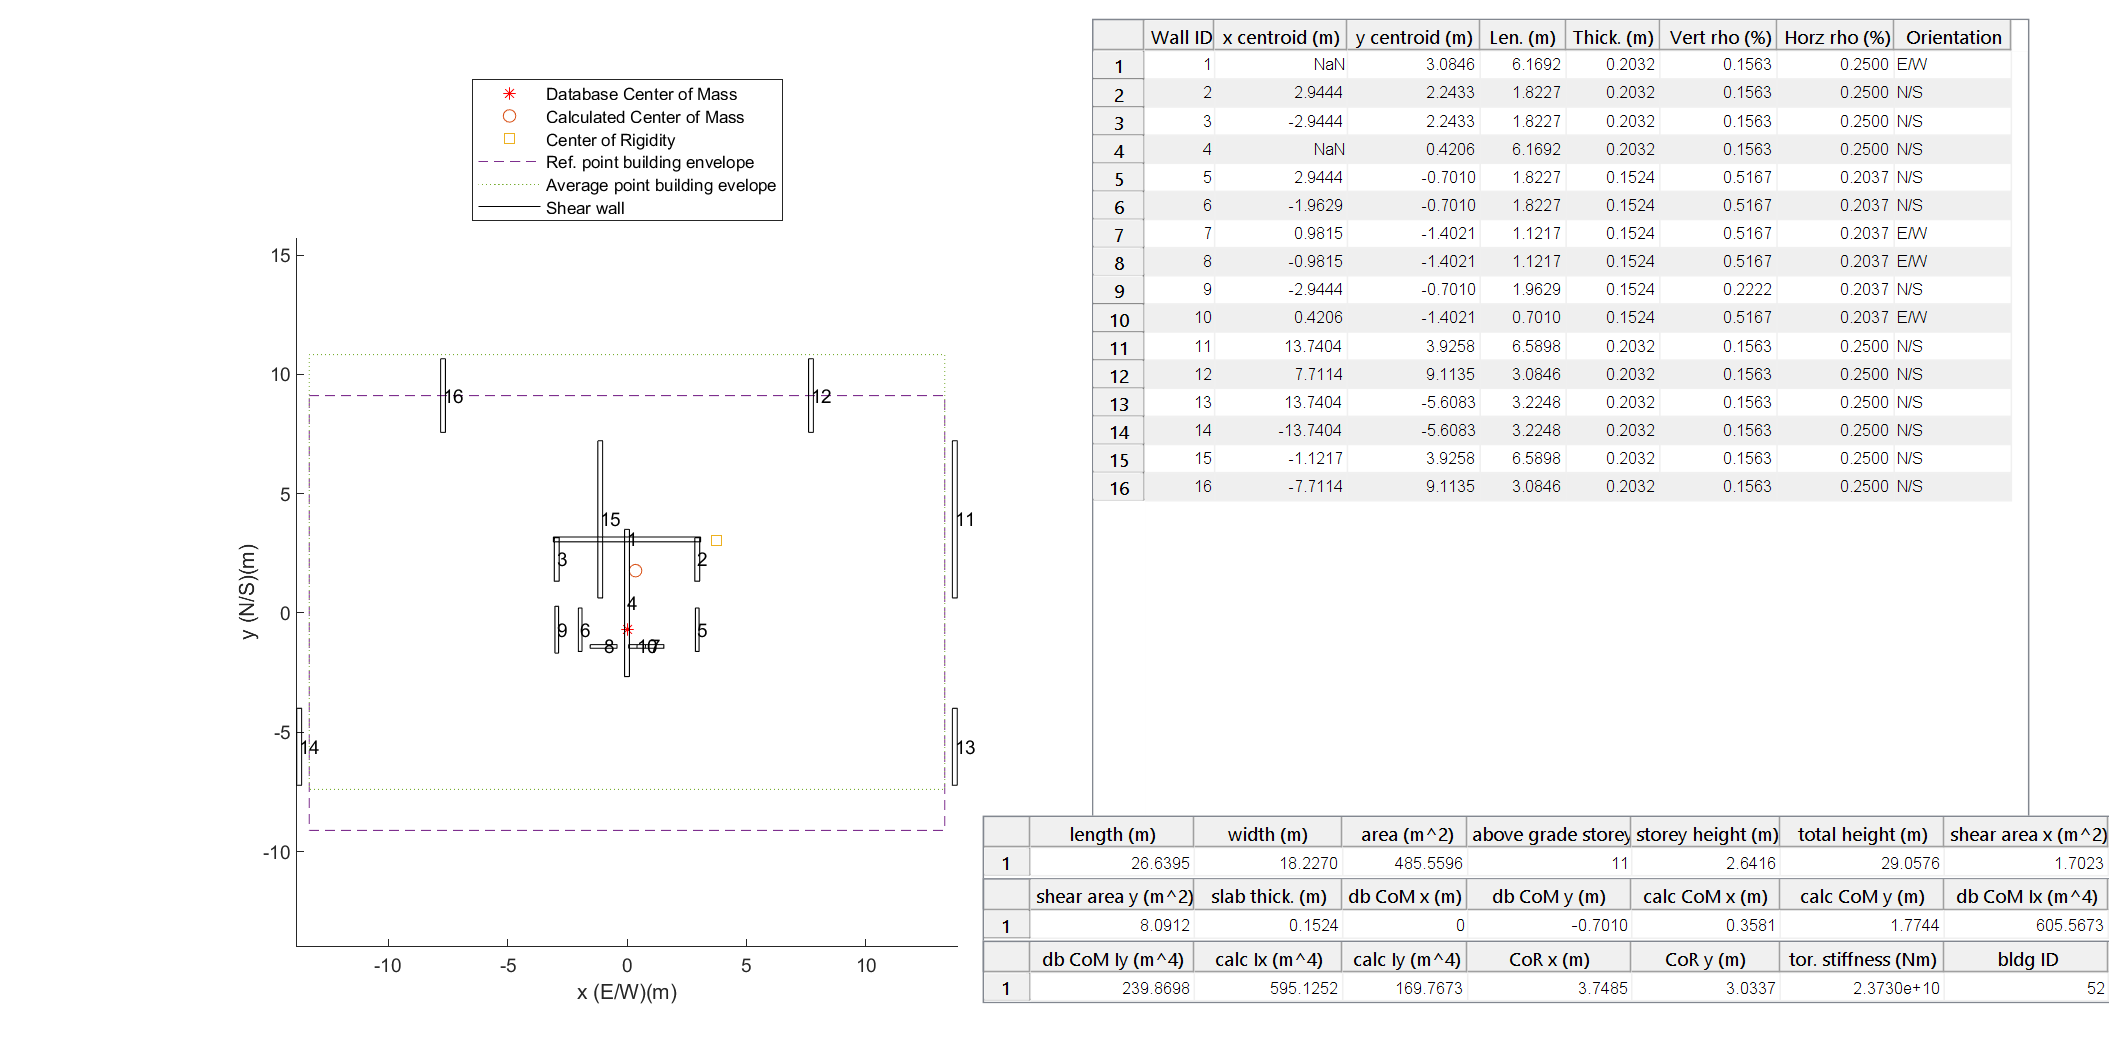 Database Center of Mass
Calculated Center of Mass
Center of Rigidity
Ref. point building envelope
Average point building evelope
Shear wall
15
10
5
0
-5
-10
-10 -5 0 5 10
y (N/S)(m)
x (E/W)(m)
16 12
15 11
1
3 2
4
9 6 5
8 10 7
14 13
Wall ID x centroid (m) y centroid (m) Len. (m) Thick. (m) Vert rho (%) Horz rho (%) Orientation
1 1 NaN 3.0846 6.1692 0.2032 0.1563 0.2500 E/W
2 2 2.9444 2.2433 1.8227 0.2032 0.1563 0.2500 N/S
3 3 -2.9444 2.2433 1.8227 0.2032 0.1563 0.2500 N/S
4 4 NaN 0.4206 6.1692 0.2032 0.1563 0.2500 N/S
5 5 2.9444 -0.7010 1.8227 0.1524 0.5167 0.2037 N/S
6 6 -1.9629 -0.7010 1.8227 0.1524 0.5167 0.2037 N/S
7 7 0.9815 -1.4021 1.1217 0.1524 0.5167 0.2037 E/W
8 8 -0.9815 -1.4021 1.1217 0.1524 0.5167 0.2037 E/W
9 9 -2.9444 -0.7010 1.9629 0.1524 0.2222 0.2037 N/S
10 10 0.4206 -1.4021 0.7010 0.1524 0.5167 0.2037 E/W
11 11 13.7404 3.9258 6.5898 0.2032 0.1563 0.2500 N/S
12 12 7.7114 9.1135 3.0846 0.2032 0.1563 0.2500 N/S
13 13 13.7404 -5.6083 3.2248 0.2032 0.1563 0.2500 N/S
14 14 -13.7404 -5.6083 3.2248 0.2032 0.1563 0.2500 N/S
15 15 -1.1217 3.9258 6.5898 0.2032 0.1563 0.2500 N/S
16 16 -7.7114 9.1135 3.0846 0.2032 0.1563 0.2500 N/S
length (m) width (m) area (m^2) above grade storey storey height (m) total height (m) shear area x (m^2)
1 26.6395 18.2270 485.5596 11 2.6416 29.0576 1.7023
shear area y (m^2) slab thick. (m) db CoM x (m) db CoM y (m) calc CoM x (m) calc CoM y (m) db CoM Ix (m^4)
1 8.0912 0.1524 0 -0.7010 0.3581 1.7744 605.5673
db CoM Iy (m^4) calc Ix (m^4) calc Iy (m^4) CoR x (m) CoR y (m) tor. stiffness (Nm) bldg ID
1 239.8698 595.1252 169.7673 3.7485 3.0337 2.3730e+10 52